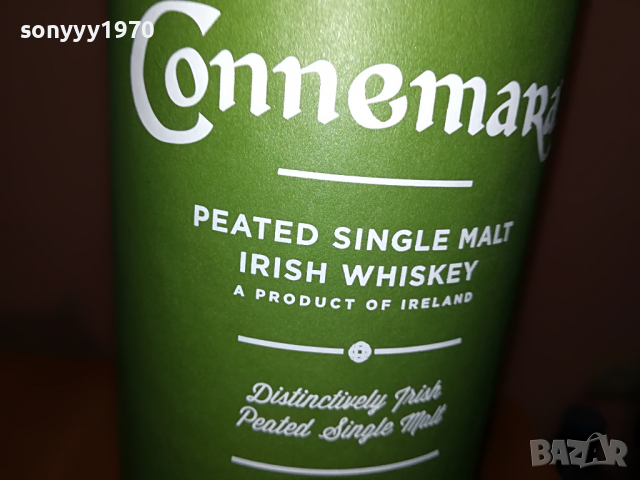 sonyyy1970
Connemara
PEATED SINGLE MALT
IRISH WHISKEY
A PRODUCT OF IRELAND
Distinctively Irish
Peated Single Malt
BAZAR